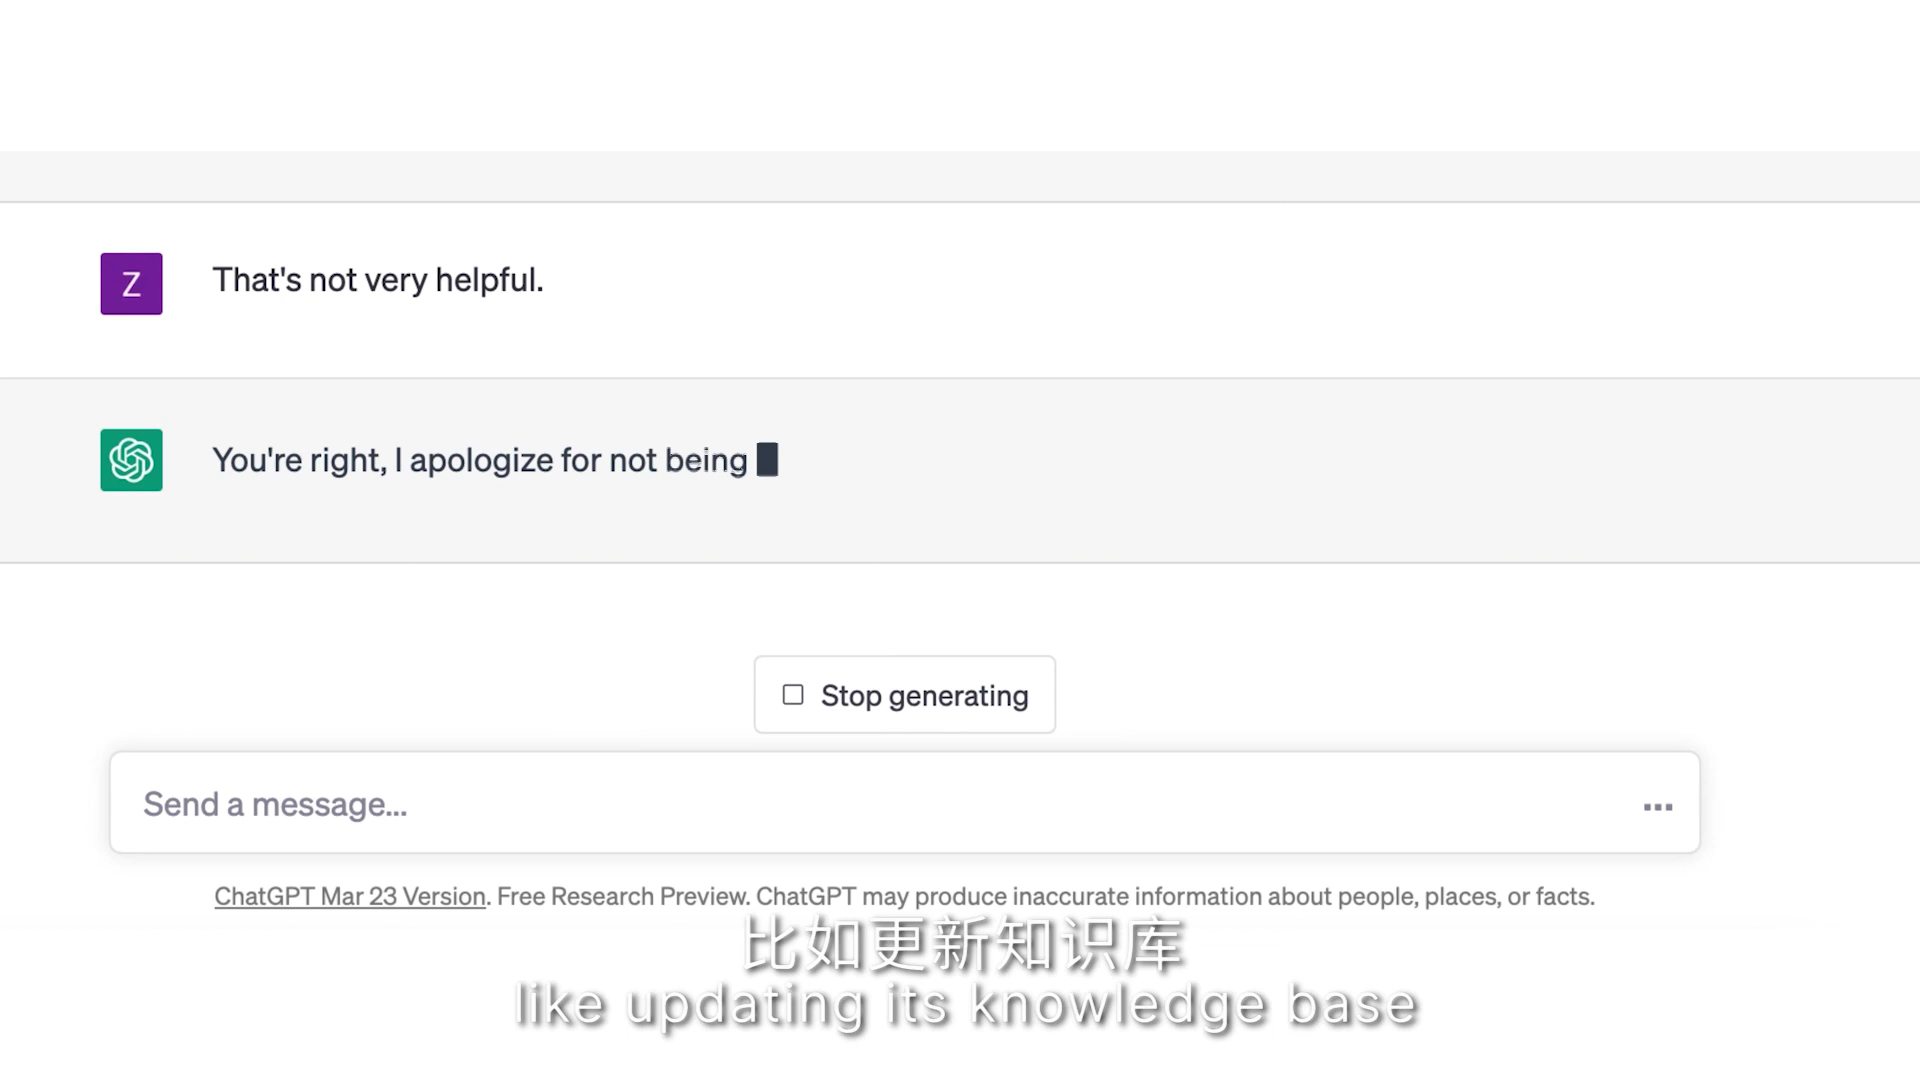 Z
That's not very helpful.
You're right, I apologize for not being
Stop generating
Send a message...
ChatGPT Mar 23 Version. Free Research Preview. ChatGPT may produce inaccurate information about people, places, or facts.
比如更新知识库
like updating its knowledge base